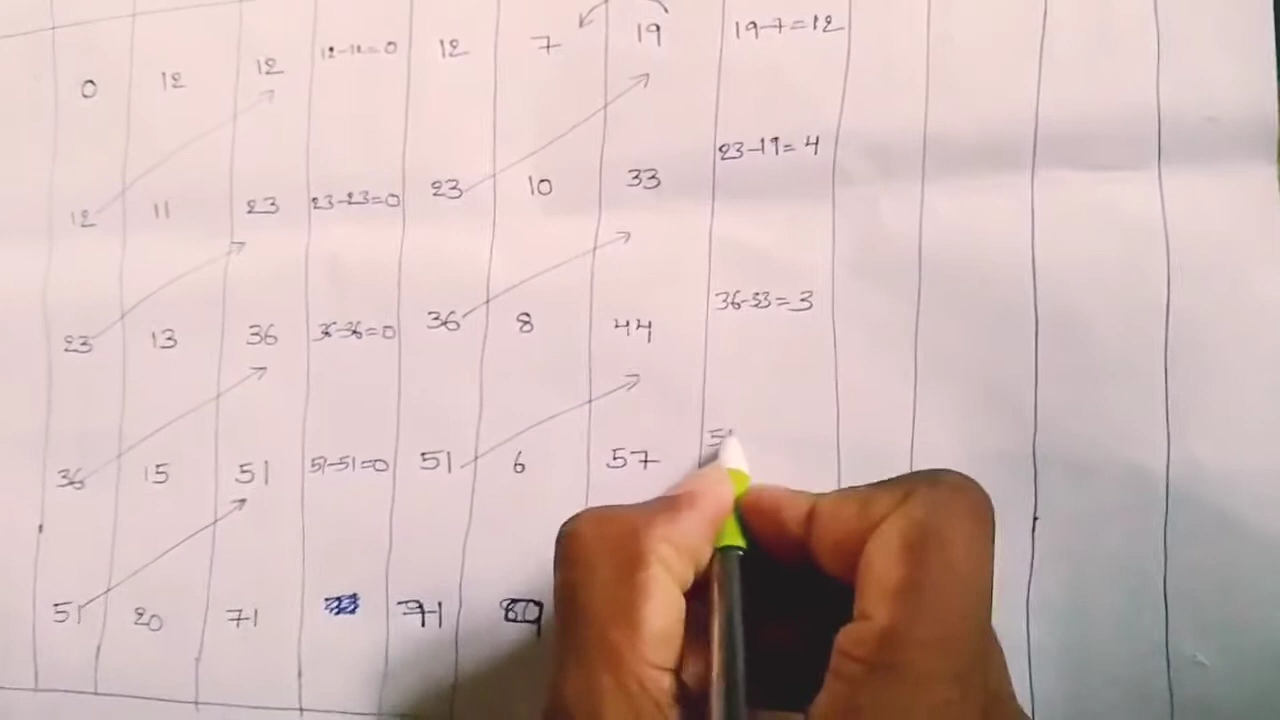 0 12 12 12-12=0 12 7 19 19-7=12
12 11 23 23-23=0 23 10 33 23-19=4
23 13 36 36-36=0 36 8 44 36-33=3
36 15 51 51-51=0 51 6 57 51
51 20 71 71